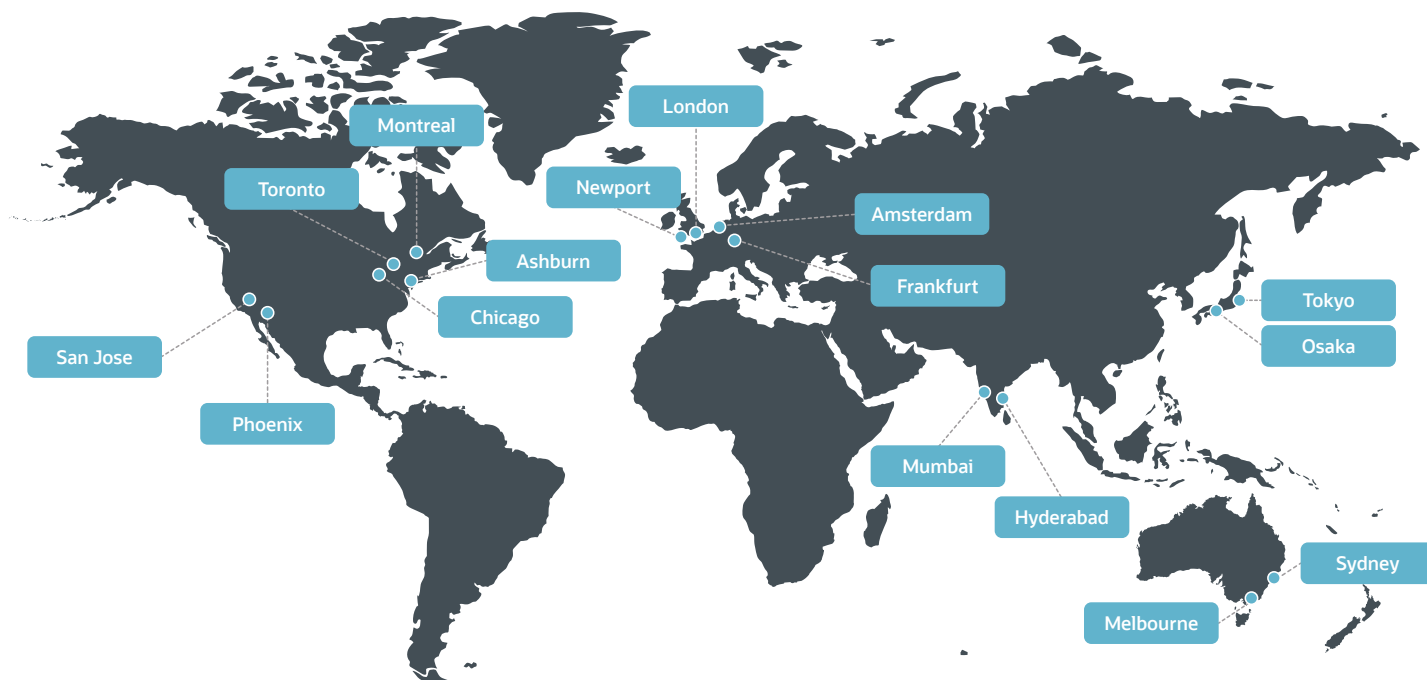 London
Montreal
Toronto
Newport
Amsterdam
Ashburn
Frankfurt
Chicago
Tokyo
San Jose
Osaka
Phoenix
Mumbai
Hyderabad
Sydney
Melbourne